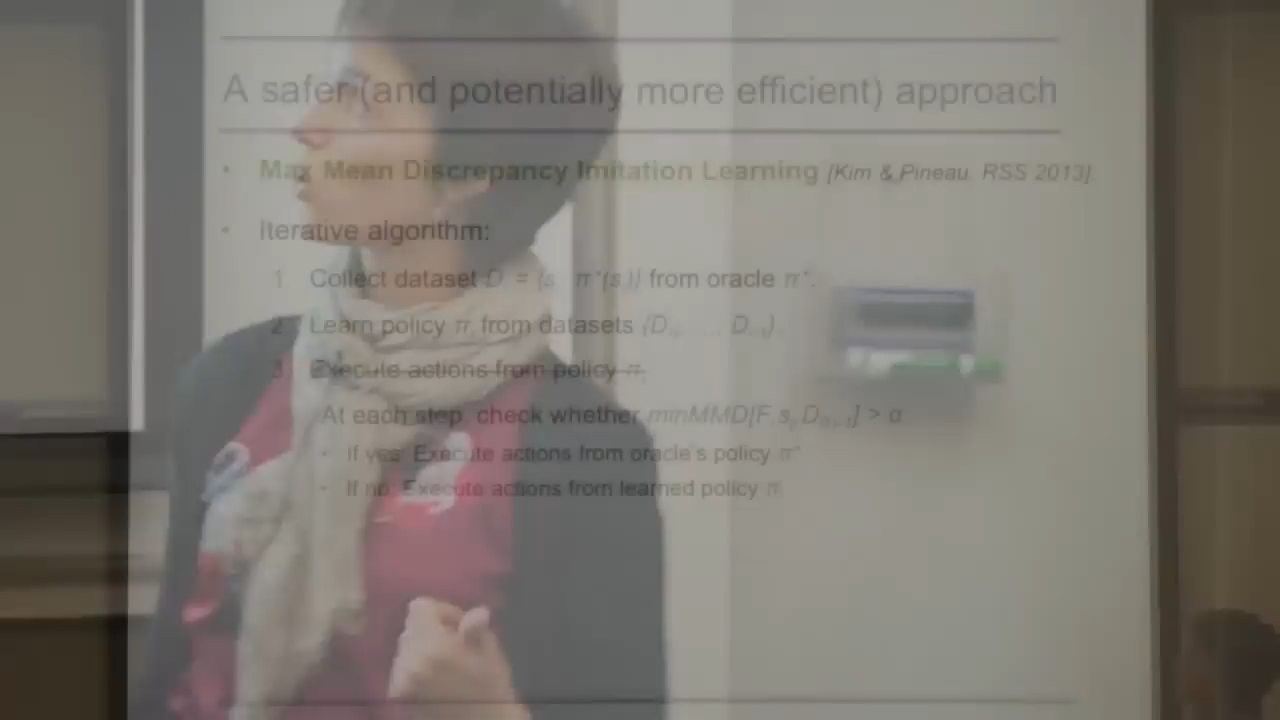 A safer (and potentially more efficient) approach
• Max Mean Discrepancy Imitation Learning [Kim & Pineau, RSS 2013].
• Iterative algorithm:
1. Collect dataset from oracle π*.
2. Learn policy from datasets
3. Execute actions from policy
At each step, check whether > α
• If yes: Execute actions from oracle's policy π*
• If no: Execute actions from learned policy